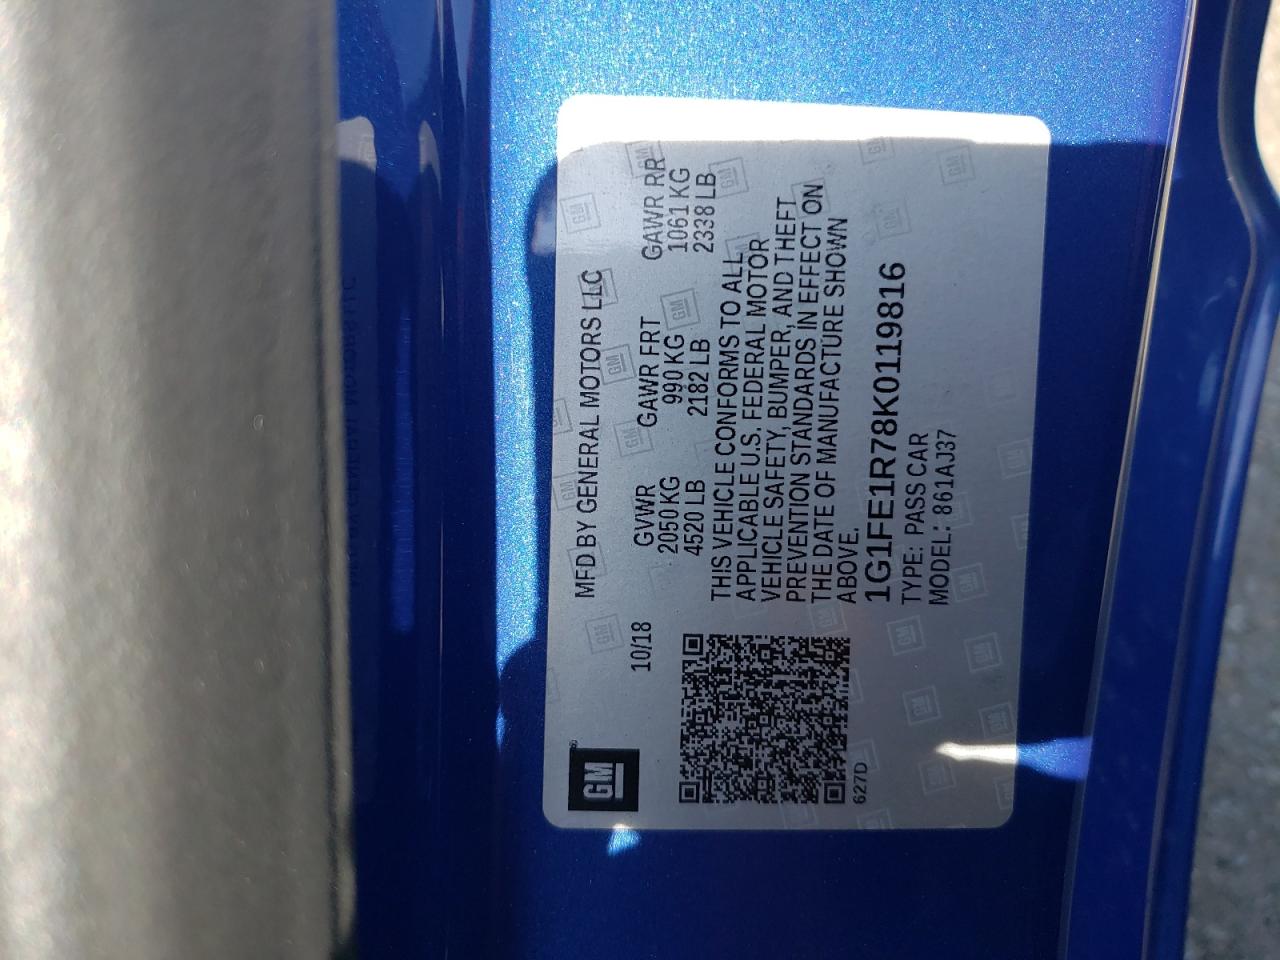 GM
®
MFD BY GENERAL MOTORS LLC
10/18
GVWR GAWR FRT GAWR RR
2050 KG 990 KG 1061 KG
4520 LB 2182 LB 2338 LB
THIS VEHICLE CONFORMS TO ALL
APPLICABLE U.S. FEDERAL MOTOR
VEHICLE SAFETY, BUMPER, AND THEFT
PREVENTION STANDARDS IN EFFECT ON
THE DATE OF MANUFACTURE SHOWN
ABOVE.
627D
1G1FE1R78K0119816
TYPE: PASS CAR
MODEL: 861AJ37